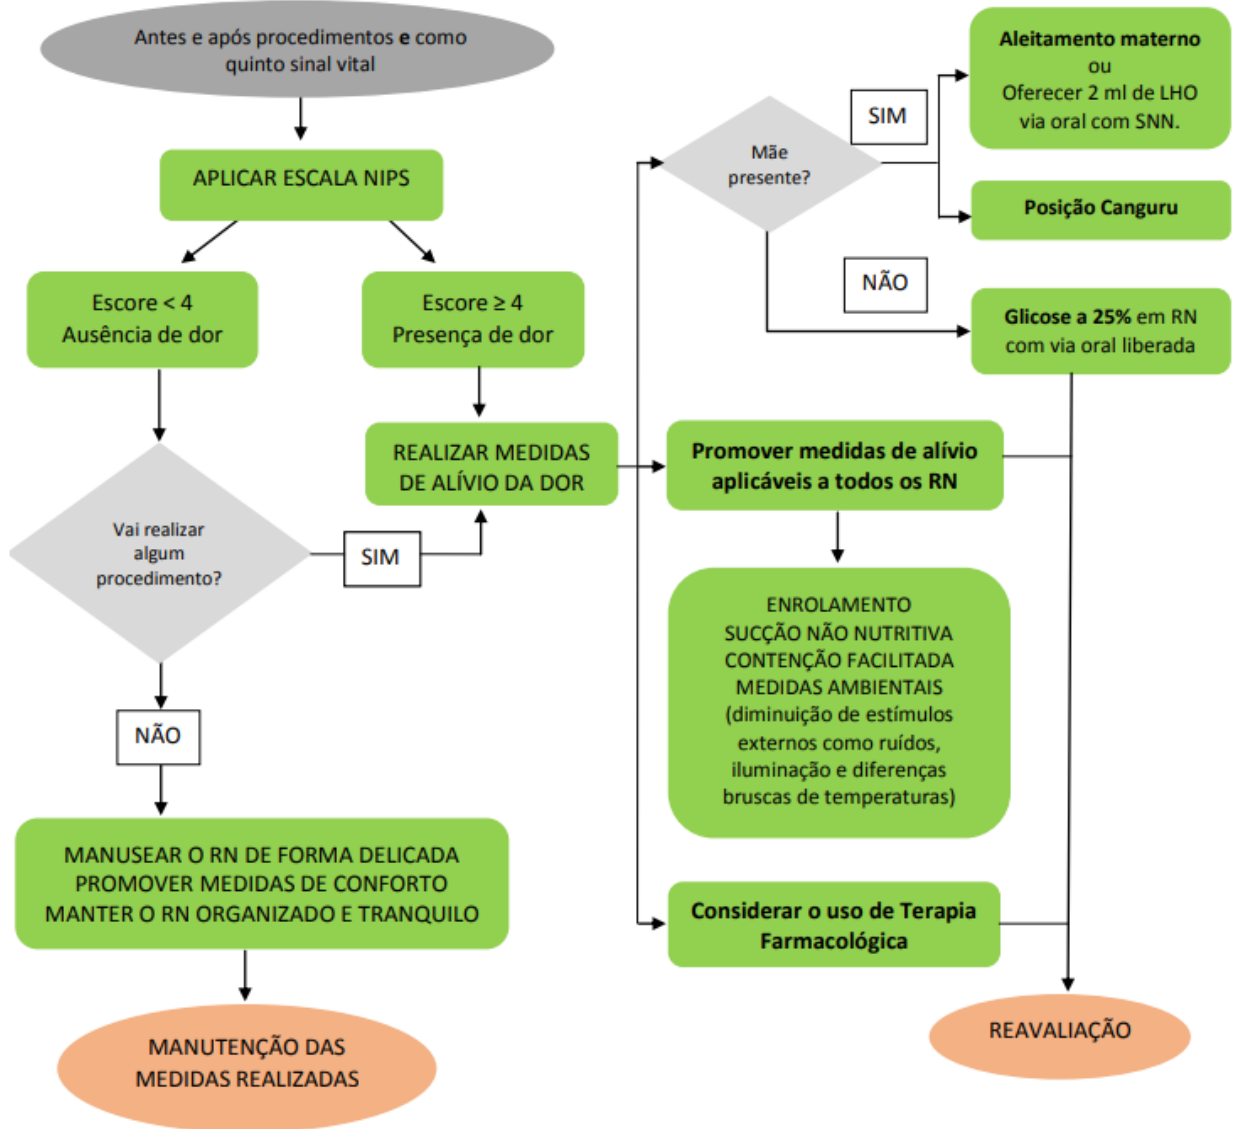 Antes e após procedimentos e como
quinto sinal vital
APLICAR ESCALA NIPS
Escore < 4
Ausência de dor
Escore ≥ 4
Presença de dor
Vai realizar
algum
procedimento?
SIM
REALIZAR MEDIDAS
DE ALÍVIO DA DOR
NÃO
MANUSEAR O RN DE FORMA DELICADA
PROMOVER MEDIDAS DE CONFORTO
MANTER O RN ORGANIZADO E TRANQUILO
MANUTENÇÃO DAS
MEDIDAS REALIZADAS
Mãe
presente?
SIM
Aleitamento materno
ou
Oferecer 2 ml de LHO
via oral com SNN.
Posição Canguru
NÃO
Glicose a 25% em RN
com via oral liberada
Promover medidas de alívio
aplicáveis a todos os RN
ENROLAMENTO
SUCÇÃO NÃO NUTRITIVA
CONTENÇÃO FACILITADA
MEDIDAS AMBIENTAIS
(diminuição de estímulos
externos como ruídos,
iluminação e diferenças
bruscas de temperaturas)
Considerar o uso de Terapia
Farmacológica
REAVALIAÇÃO